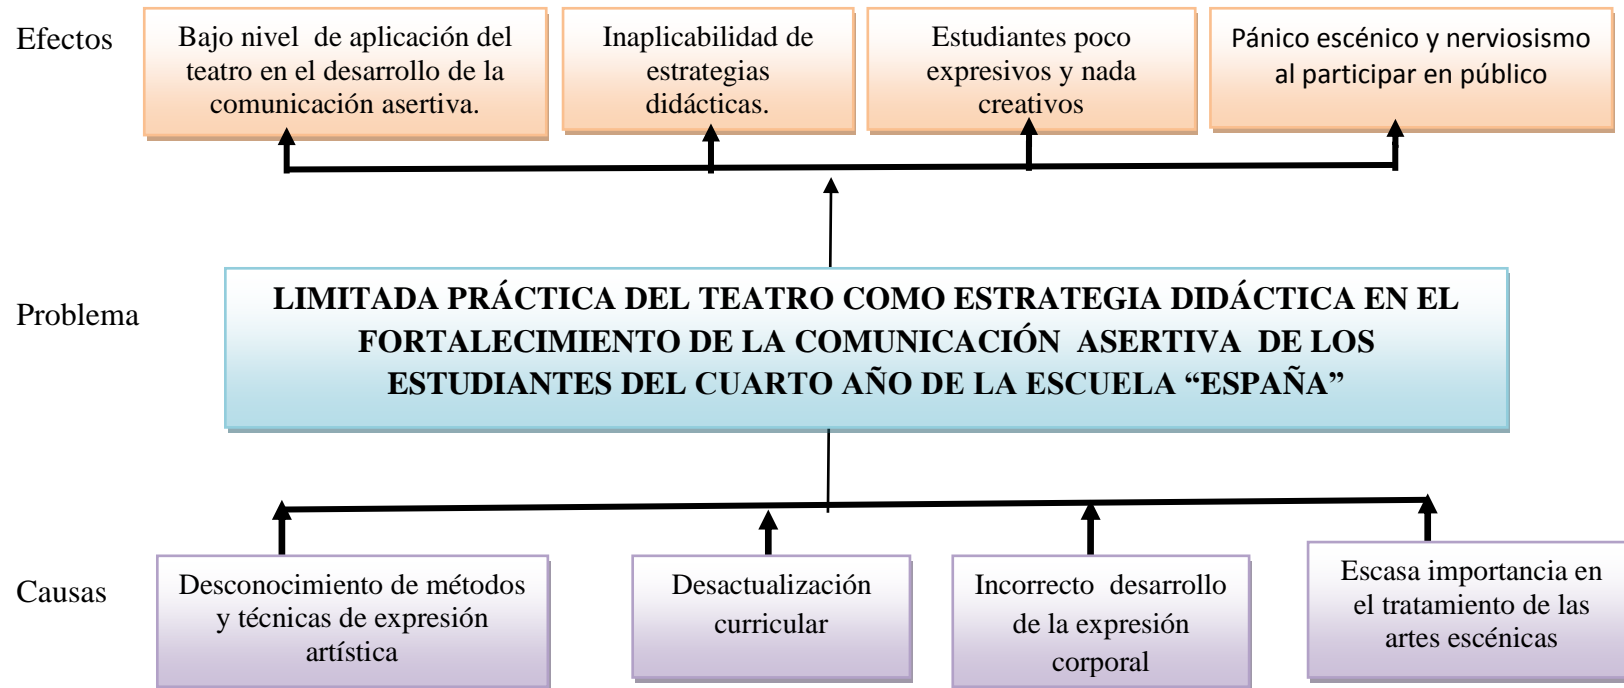 Efectos
Bajo nivel de aplicación del
teatro en el desarrollo de la
comunicación asertiva.
Inaplicabilidad de
estrategias
didácticas.
Estudiantes poco
expresivos y nada
creativos
Pánico escénico y nerviosismo
al participar en público
Problema
LIMITADA PRÁCTICA DEL TEATRO COMO ESTRATEGIA DIDÁCTICA EN EL
FORTALECIMIENTO DE LA COMUNICACIÓN ASERTIVA DE LOS
ESTUDIANTES DEL CUARTO AÑO DE LA ESCUELA “ESPAÑA”
Causas
Desconocimiento de métodos
y técnicas de expresión
artística
Desactualización
curricular
Incorrecto desarrollo
de la expresión
corporal
Escasa importancia en
el tratamiento de las
artes escénicas